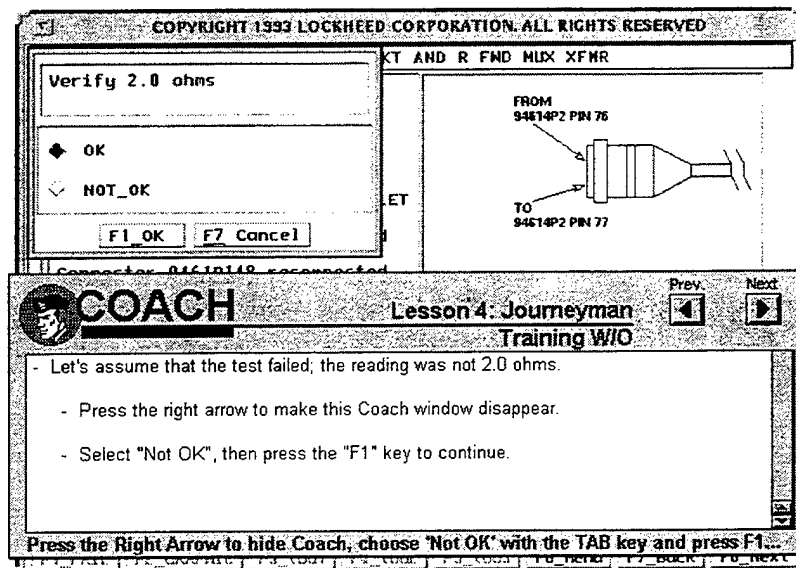 COPYRIGHT 1993 LOCKHEED CORPORATION. ALL RIGHTS RESERVED
KT AND R FWD MUX XFMR
Verify 2.0 ohms
OK
NOT_OK
F1_OK F7 Cancel
LET
FROM
94614P2 PIN 76
TO
94614P2 PIN 77
Connector 94619148 reconnected
COACH
Lesson 4: Journeyman
Training W/O
Prev. Next
- Let's assume that the test failed; the reading was not 2.0 ohms.
- Press the right arrow to make this Coach window disappear.
- Select "Not OK", then press the "F1" key to continue.
Press the Right Arrow to hide Coach, choose 'Not OK' with the TAB key and press F1...